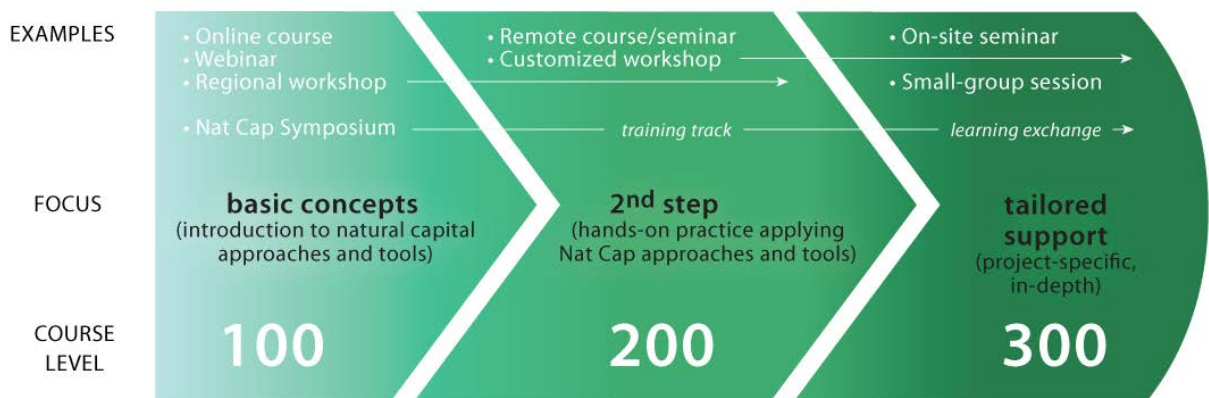 EXAMPLES
• Online course
• Webinar
• Regional workshop
• Nat Cap Symposium
• Remote course/seminar
• Customized workshop
training track
• On-site seminar
• Small-group session
learning exchange
FOCUS
basic concepts
(introduction to natural capital
approaches and tools)
2nd step
(hands-on practice applying
Nat Cap approaches and tools)
tailored
support
(project-specific,
in-depth)
COURSE
LEVEL
100
200
300